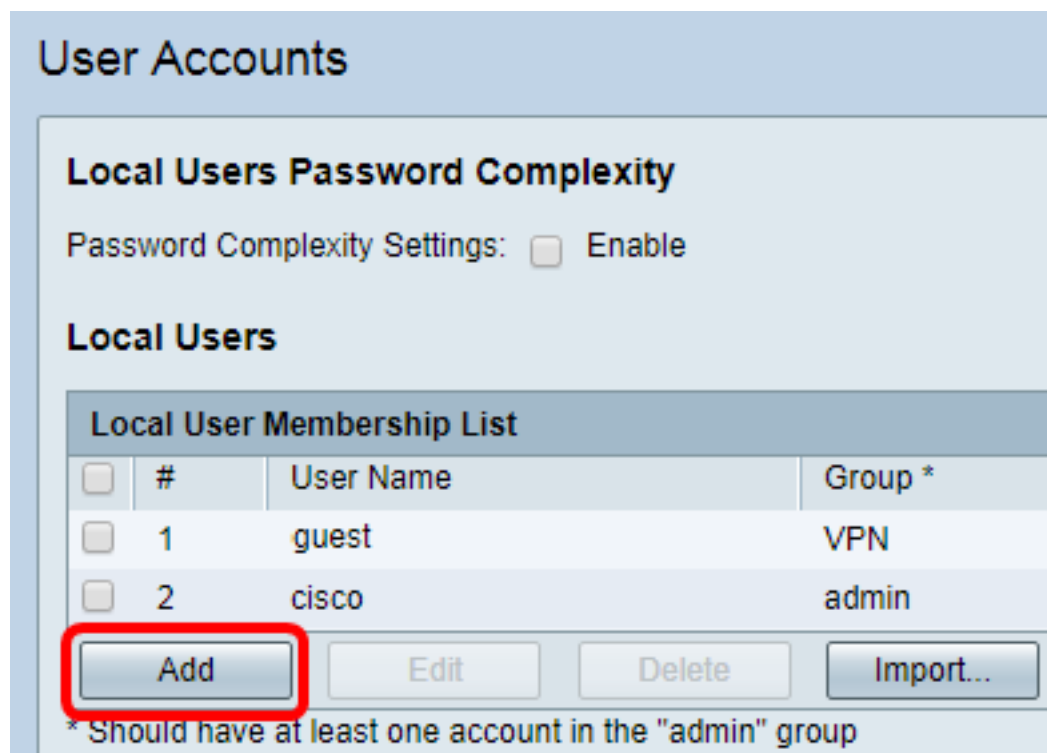 User Accounts
Local Users Password Complexity
Password Complexity Settings: Enable
Local Users
Local User Membership List
# User Name Group *
1 guest VPN
2 cisco admin
Add Edit Delete Import...
* Should have at least one account in the "admin" group